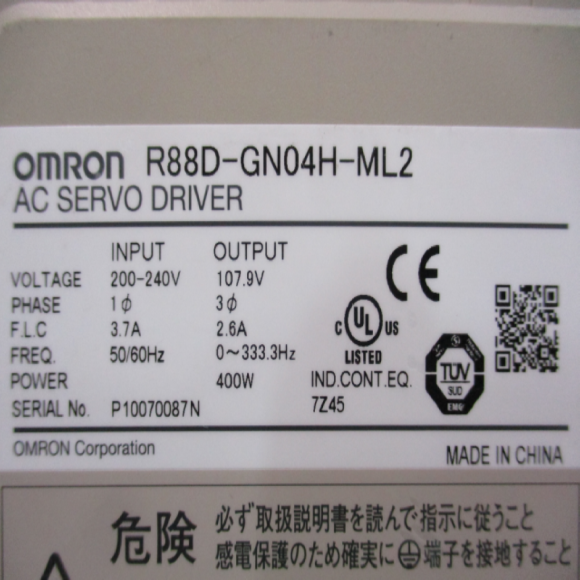 OMRON R88D-GN04H-ML2
AC SERVO DRIVER
INPUT OUTPUT
VOLTAGE 200-240V 107.9V
PHASE 1ϕ 3ϕ
F.L.C 3.7A 2.6A
FREQ. 50/60Hz 0～333.3Hz
POWER 400W
SERIAL No. P10070087N
CE
C UL US
LISTED
IND.CONT.EQ.
7Z45
TÜV
SÜD
EMC
OMRON Corporation
MADE IN CHINA
危険
必ず取扱説明書を読んで指示に従うこと
感電保護のため確実に端子を接地すること